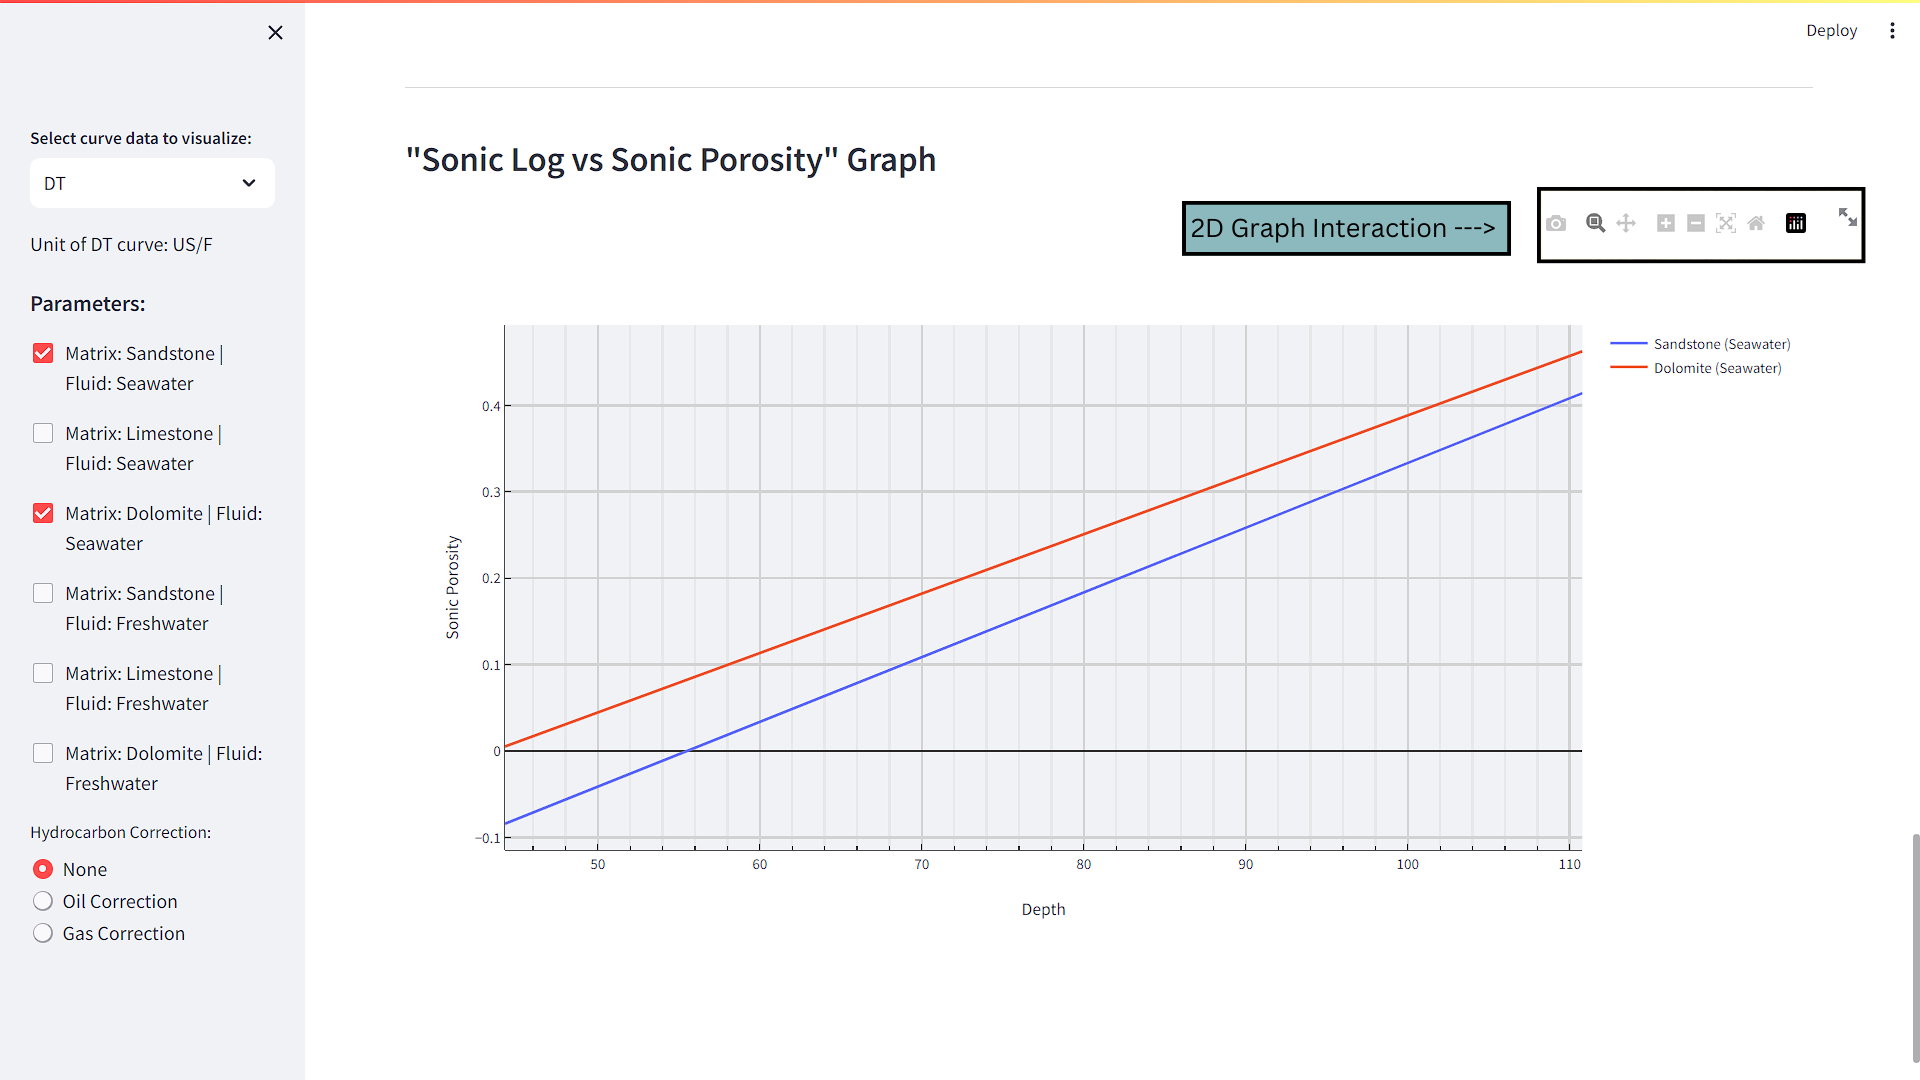 Deploy
Select curve data to visualize:
DT
Unit of DT curve: US/F
Parameters:
Matrix: Sandstone |
Fluid: Seawater
Matrix: Limestone |
Fluid: Seawater
Matrix: Dolomite | Fluid:
Seawater
Matrix: Sandstone |
Fluid: Freshwater
Matrix: Limestone |
Fluid: Freshwater
Matrix: Dolomite | Fluid:
Freshwater
Hydrocarbon Correction:
None
Oil Correction
Gas Correction
"Sonic Log vs Sonic Porosity" Graph
2D Graph Interaction --->
Sandstone (Seawater)
Dolomite (Seawater)
Sonic Porosity
0.4
0.3
0.2
0.1
0
−0.1
50 60 70 80 90 100 110
Depth